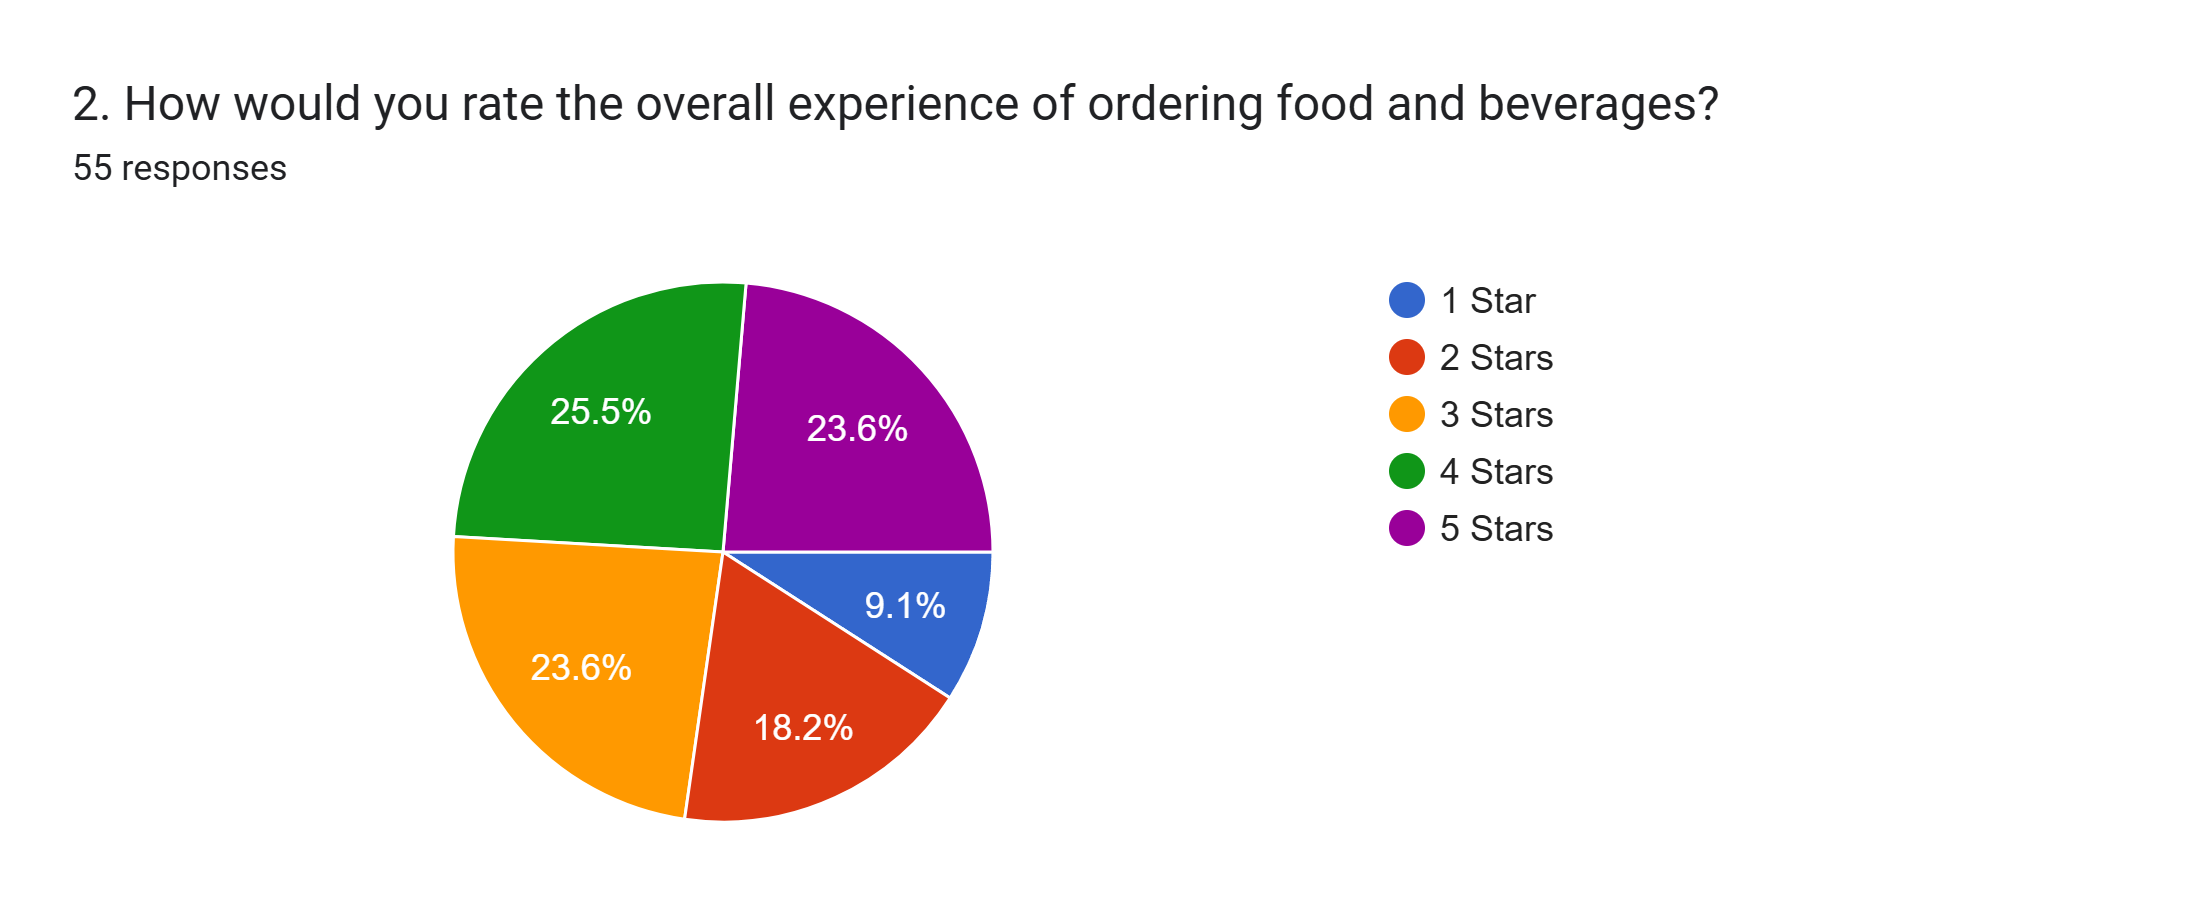 2. How would you rate the overall experience of ordering food and beverages?
55 responses
25.5%
23.6%
9.1%
23.6%
18.2%
1 Star
2 Stars
3 Stars
4 Stars
5 Stars